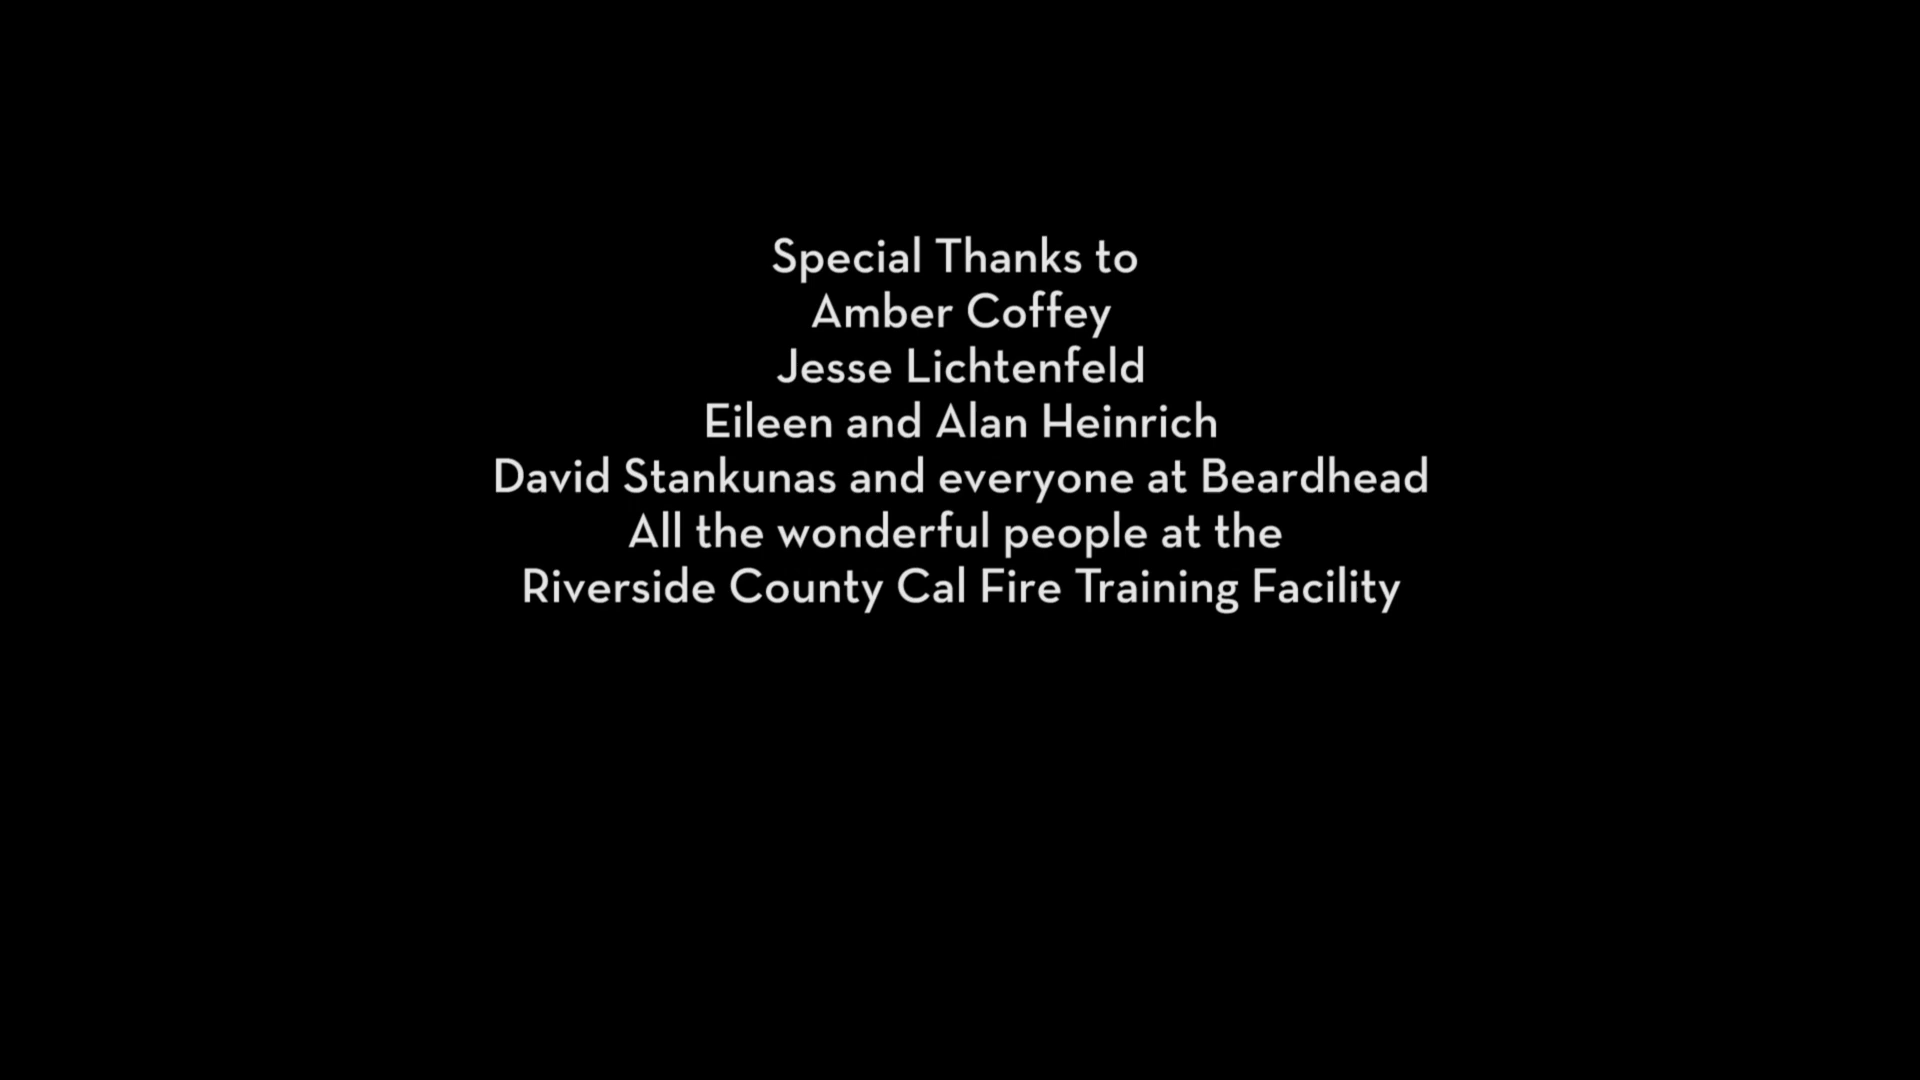 Special Thanks to
Amber Coffey
Jesse Lichtenfeld
Eileen and Alan Heinrich
David Stankunas and everyone at Beardhead
All the wonderful people at the
Riverside County Cal Fire Training Facility